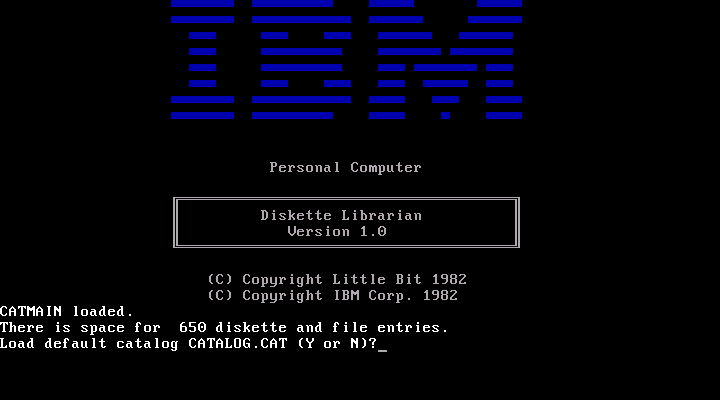 IBM
Personal Computer
Diskette Librarian
Version 1.0
(C) Copyright Little Bit 1982
(C) Copyright IBM Corp. 1982
CATMAIN loaded.
There is space for  650 diskette and file entries.
Load default catalog CATALOG.CAT (Y or N)?_